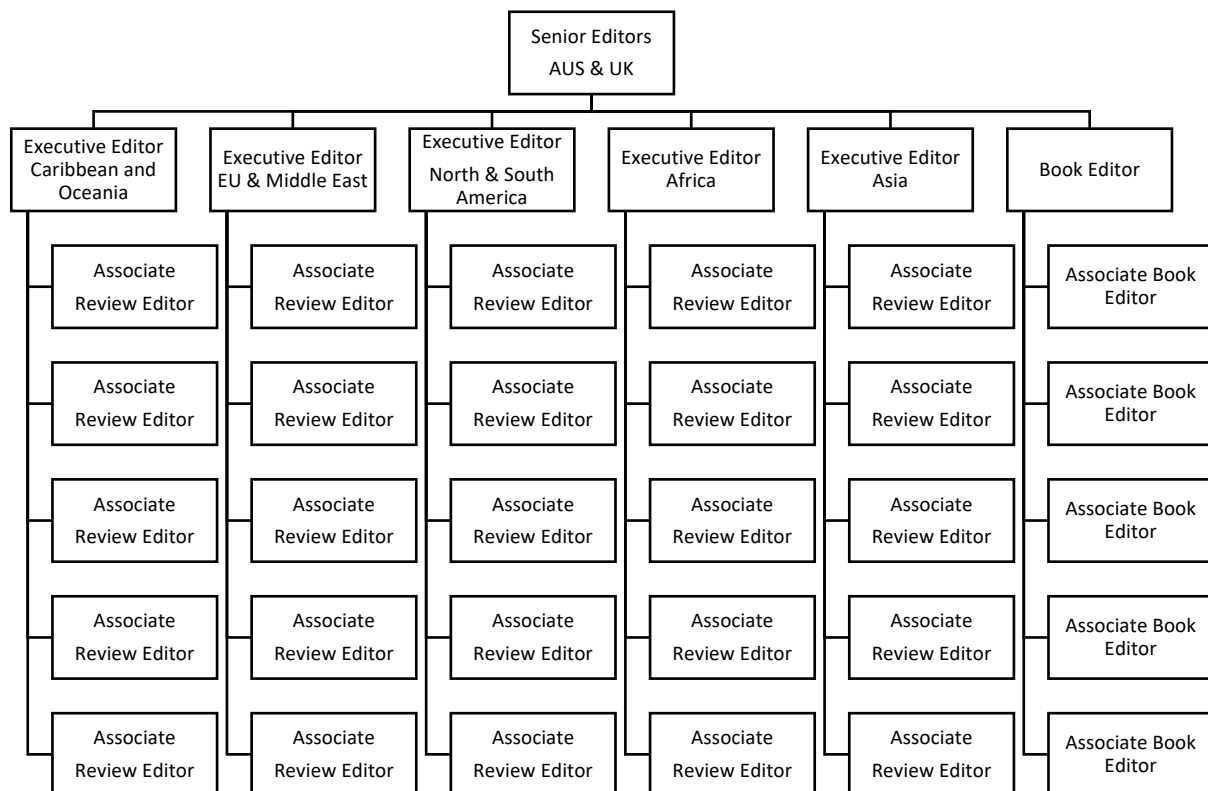 Senior Editors
AUS & UK
Executive Editor
Caribbean and
Oceania
Executive Editor
EU & Middle East
Executive Editor
North & South
America
Executive Editor
Africa
Executive Editor
Asia
Book Editor
Associate
Review Editor
Associate
Review Editor
Associate
Review Editor
Associate
Review Editor
Associate
Review Editor
Associate Book
Editor
Associate
Review Editor
Associate
Review Editor
Associate
Review Editor
Associate
Review Editor
Associate
Review Editor
Associate Book
Editor
Associate
Review Editor
Associate
Review Editor
Associate
Review Editor
Associate
Review Editor
Associate
Review Editor
Associate Book
Editor
Associate
Review Editor
Associate
Review Editor
Associate
Review Editor
Associate
Review Editor
Associate
Review Editor
Associate Book
Editor
Associate
Review Editor
Associate
Review Editor
Associate
Review Editor
Associate
Review Editor
Associate
Review Editor
Associate Book
Editor